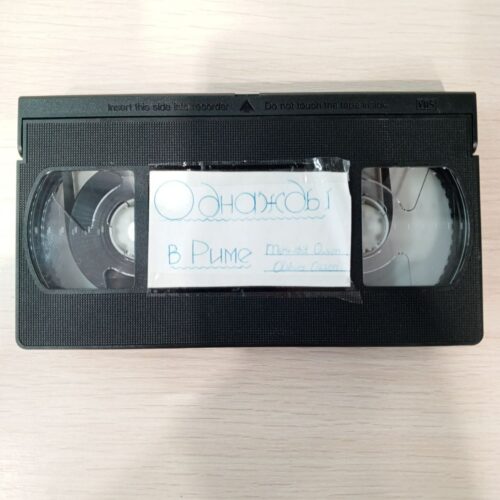 Insert this side into recorder ▲ Do not touch the tape inside VHS
Однажды
в Риме